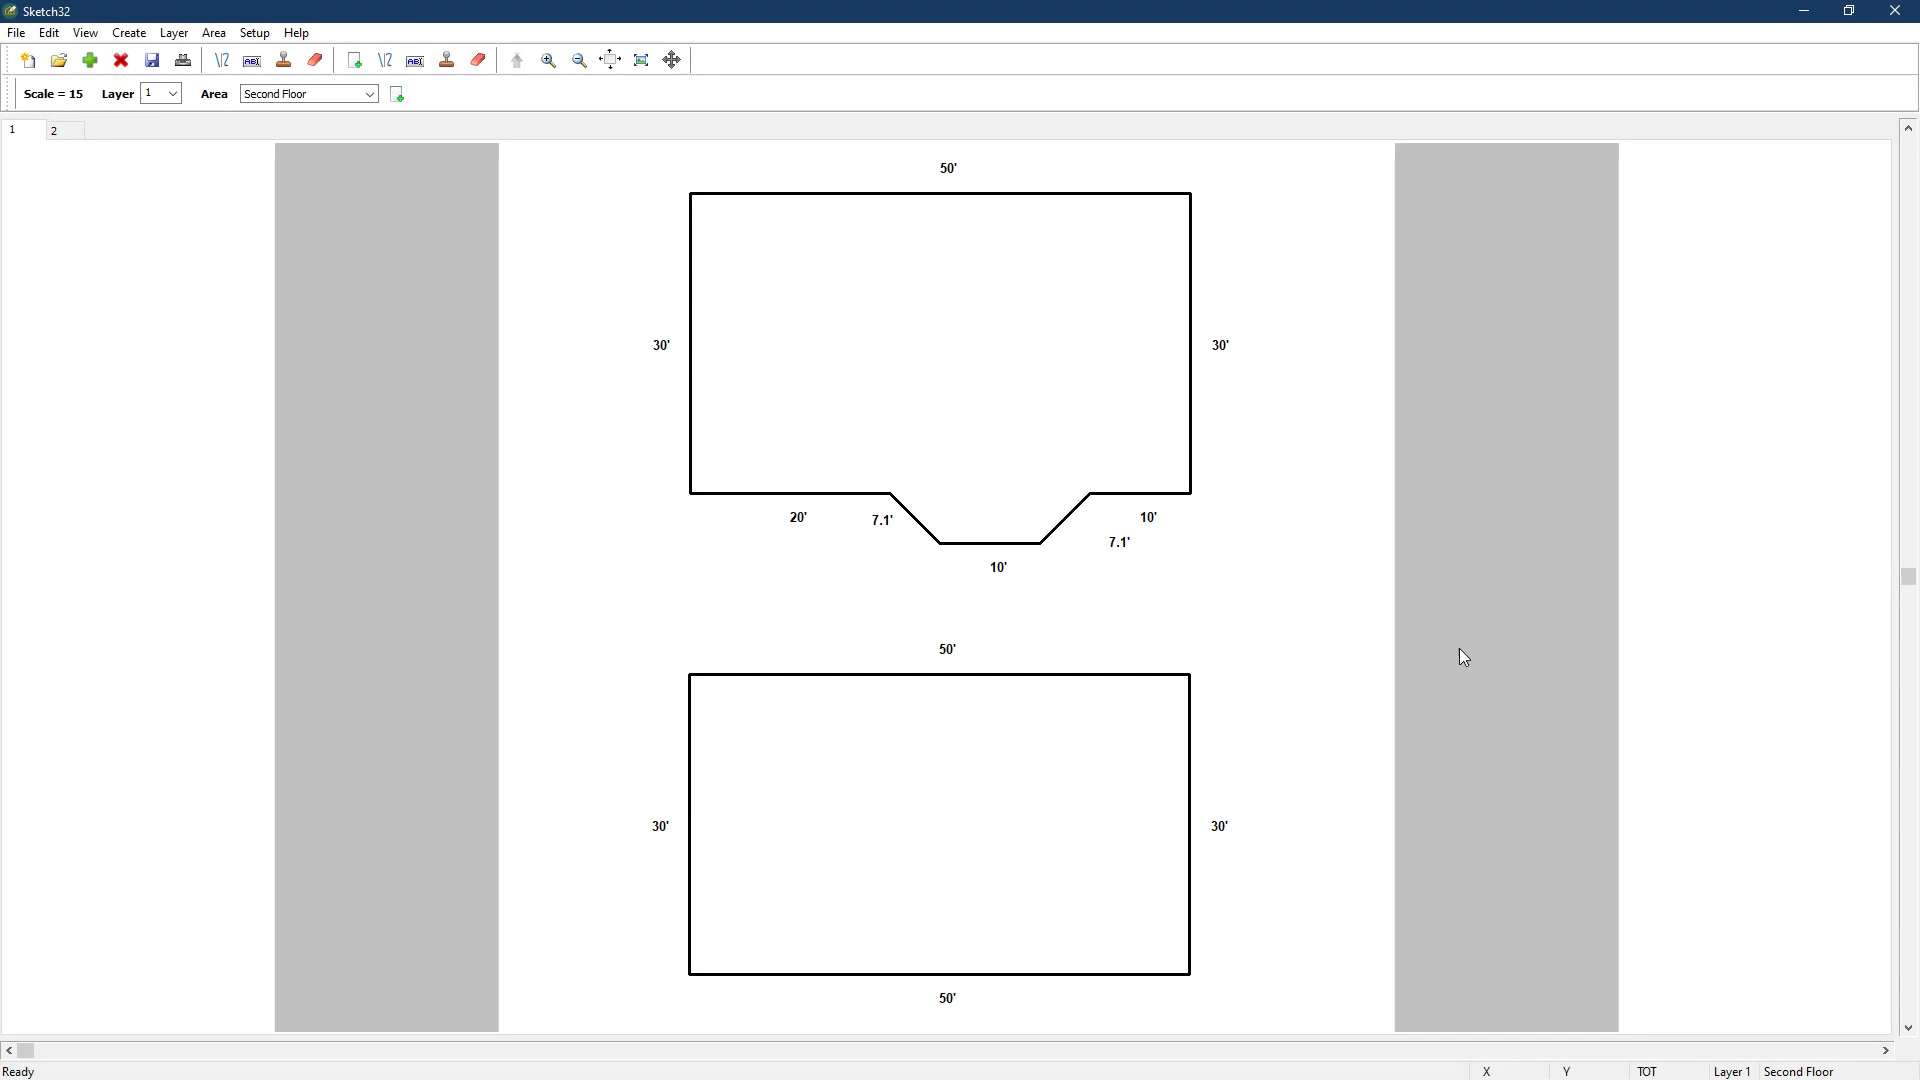 Sketch32
File Edit View Create Layer Area Setup Help
Scale = 15 Layer 1 Area Second Floor
1 2
50'
30' 30'
20' 7.1' 10'
7.1'
10'
50'
30' 30'
50'
Ready X Y TOT Layer 1 Second Floor